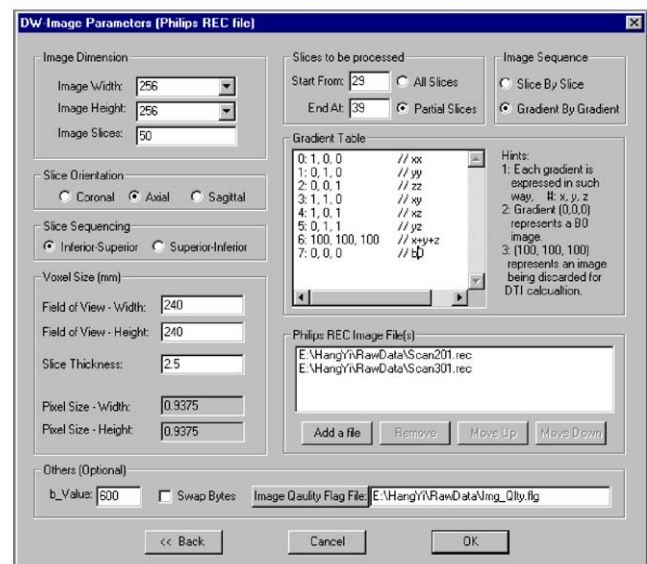 DW-Image Parameters (Philips REC file)
Image Dimension
Image Width: 256
Image Height: 256
Image Slices: 50
Slice Orientation
Coronal Axial Sagittal
Slice Sequencing
Inferior-Superior Superior-Inferior
Voxel Size (mm)
Field of View - Width: 240
Field of View - Height: 240
Slice Thickness: 2.5
Pixel Size - Width: 0.9375
Pixel Size - Height: 0.9375
Slices to be processed
Start From: 29 All Slices
End At: 39 Partial Slices
Image Sequence
Slice By Slice
Gradient By Gradient
Gradient Table
0: 1, 0, 0 // xx
1: 0, 1, 0 // yy
2: 0, 0, 1 // zz
3: 1, 1, 0 // xy
4: 1, 0, 1 // xz
5: 0, 1, 1 // yz
6: 100, 100, 100 // x+y+z
7: 0, 0, 0 // b0
Hints:
1: Each gradient is
expressed in such
way, #: x, y, z
2: Gradient (0,0,0)
represents a B0
image.
3: (100, 100, 100)
represents an image
being discarded for
DTI calcualtion.
Philips REC Image File(s)
E:\HangYi\RawData\Scan201.rec
E:\HangYi\RawData\Scan301.rec
Add a file Remove Move Up Move Down
Others (Optional)
b_Value: 600 Swap Bytes Image Qaulity Flag File: E:\HangYi\RawData\Img_Qlty.flg
<< Back Cancel OK